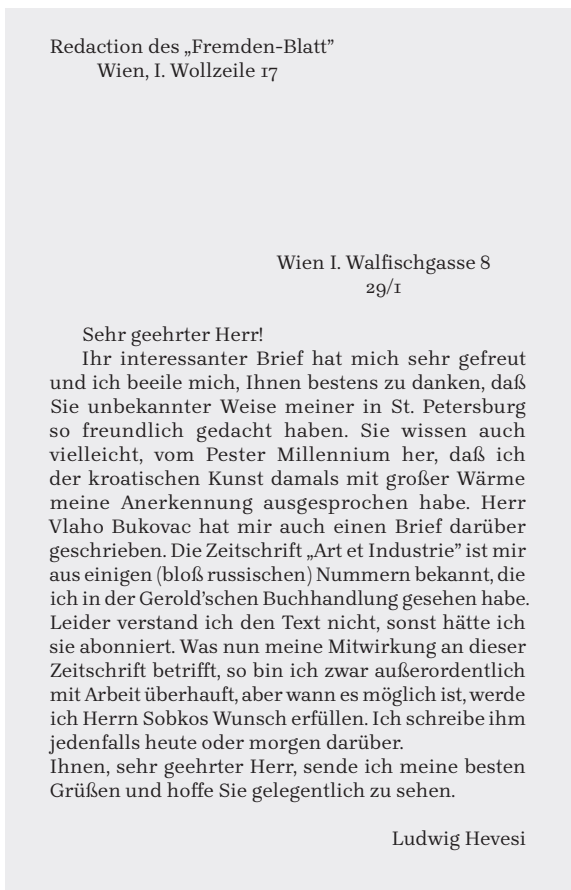 Redaction des „Fremden-Blatt”
Wien, I. Wollzeile 17
Wien I. Walfischgasse 8
29/1
Sehr geehrter Herr!
Ihr interessanter Brief hat mich sehr gefreut
und ich beeile mich, Ihnen bestens zu danken, daß
Sie unbekannter Weise meiner in St. Petersburg
so freundlich gedacht haben. Sie wissen auch
vielleicht, vom Pester Millennium her, daß ich
der kroatischen Kunst damals mit großer Wärme
meine Anerkennung ausgesprochen habe. Herr
Vlaho Bukovac hat mir auch einen Brief darüber
geschrieben. Die Zeitschrift „Art et Industrie” ist mir
aus einigen (bloß russischen) Nummern bekannt, die
ich in der Gerold’schen Buchhandlung gesehen habe.
Leider verstand ich den Text nicht, sonst hätte ich
sie abonniert. Was nun meine Mitwirkung an dieser
Zeitschrift betrifft, so bin ich zwar außerordentlich
mit Arbeit überhauft, aber wann es möglich ist, werde
ich Herrn Sobkos Wunsch erfüllen. Ich schreibe ihm
jedenfalls heute oder morgen darüber.
Ihnen, sehr geehrter Herr, sende ich meine besten
Grüßen und hoffe Sie gelegentlich zu sehen.
Ludwig Hevesi